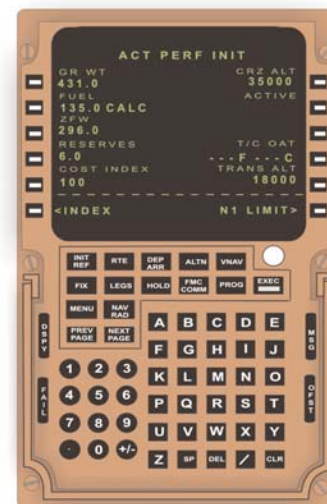 ACT PERF INIT
GR WT CRZ ALT
431.0 35000
FUEL ACTIVE
135.0 CALC
ZFW
296.0
RESERVES T/C OAT
6.0 ---F ---C
COST INDEX TRANS ALT
100 18000
<INDEX N1 LIMIT>
INIT REF RTE DEP ARR ALTN VNAV
FIX LEGS HOLD FMC COMM PROG EXEC
MENU NAV RAD
PREV PAGE NEXT PAGE
DSPY
FAIL
MSG
OFST
A B C D E
F G H I J
K L M N O
P Q R S T
U V W X Y
Z SP DEL / CLR
1 2 3
4 5 6
7 8 9
. 0 +/-